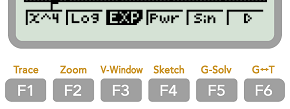 x^4 Log EXP Pwr Sin ▷
Trace Zoom V-Window Sketch G-Solv G↔T
F1 F2 F3 F4 F5 F6